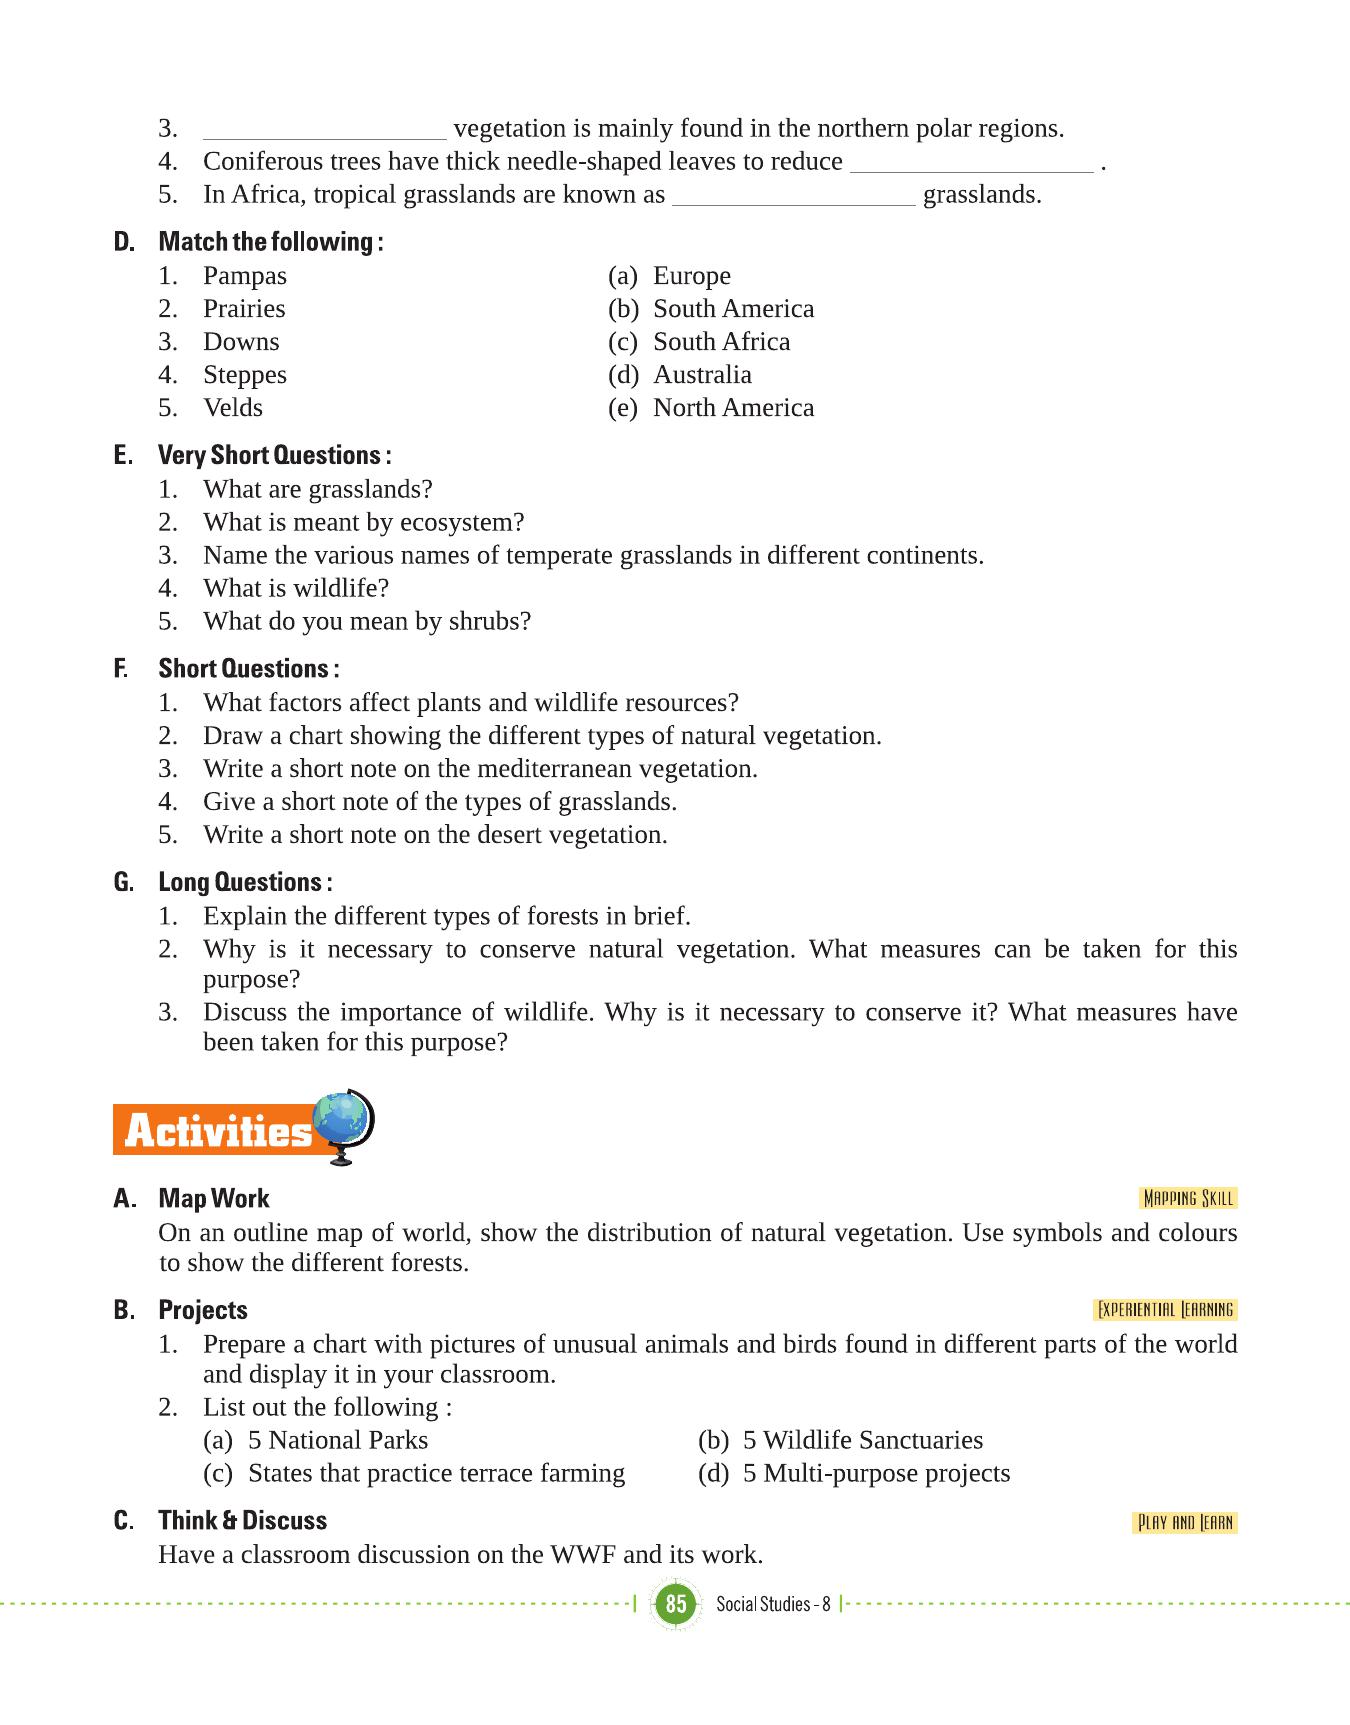 3. ____________________ vegetation is mainly found in the northern polar regions.
4. Coniferous trees have thick needle-shaped leaves to reduce ____________________ .
5. In Africa, tropical grasslands are known as ____________________ grasslands.
D. Match the following :
1. Pampas (a) Europe
2. Prairies (b) South America
3. Downs (c) South Africa
4. Steppes (d) Australia
5. Velds (e) North America
E. Very Short Questions :
1. What are grasslands?
2. What is meant by ecosystem?
3. Name the various names of temperate grasslands in different continents.
4. What is wildlife?
5. What do you mean by shrubs?
F. Short Questions :
1. What factors affect plants and wildlife resources?
2. Draw a chart showing the different types of natural vegetation.
3. Write a short note on the mediterranean vegetation.
4. Give a short note of the types of grasslands.
5. Write a short note on the desert vegetation.
G. Long Questions :
1. Explain the different types of forests in brief.
2. Why is it necessary to conserve natural vegetation. What measures can be taken for this
purpose?
3. Discuss the importance of wildlife. Why is it necessary to conserve it? What measures have
been taken for this purpose?
Activities
A. Map Work MAPPING SKILL
On an outline map of world, show the distribution of natural vegetation. Use symbols and colours
to show the different forests.
B. Projects EXPERIENTIAL LEARNING
1. Prepare a chart with pictures of unusual animals and birds found in different parts of the world
and display it in your classroom.
2. List out the following :
(a) 5 National Parks (b) 5 Wildlife Sanctuaries
(c) States that practice terrace farming (d) 5 Multi-purpose projects
C. Think & Discuss PLAY AND LEARN
Have a classroom discussion on the WWF and its work.
85 Social Studies - 8